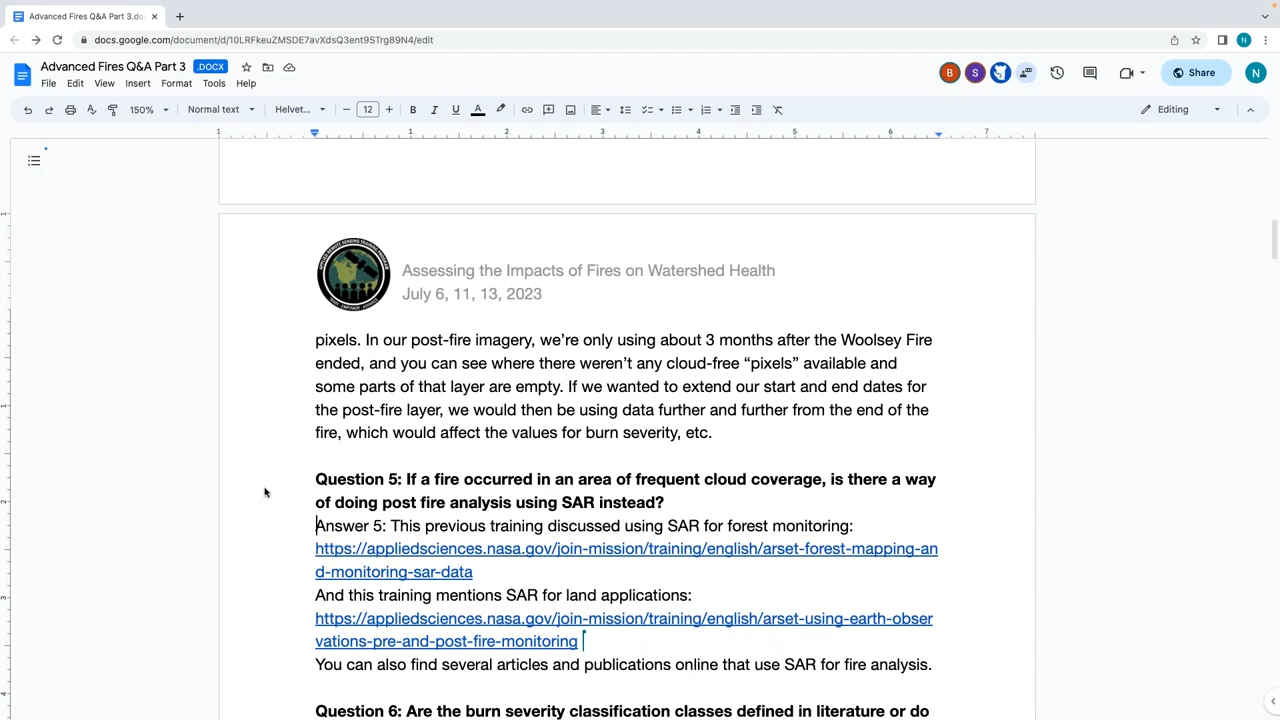 Advanced Fires Q&A Part 3.do
docs.google.com/document/d/10LRFkeuZMSDE7avXdsQ3ent9STrg89N4/edit
N
Advanced Fires Q&A Part 3 .DOCX
File Edit View Insert Format Tools Help
B S Share N
150% Normal text Helvet... 12 B I U A Editing
1 1 2 3 4 5 6 7
Assessing the Impacts of Fires on Watershed Health
July 6, 11, 13, 2023
pixels. In our post-fire imagery, we’re only using about 3 months after the Woolsey Fire
ended, and you can see where there weren’t any cloud-free “pixels” available and
some parts of that layer are empty. If we wanted to extend our start and end dates for
the post-fire layer, we would then be using data further and further from the end of the
fire, which would affect the values for burn severity, etc.
Question 5: If a fire occurred in an area of frequent cloud coverage, is there a way
of doing post fire analysis using SAR instead?
Answer 5: This previous training discussed using SAR for forest monitoring:
https://appliedsciences.nasa.gov/join-mission/training/english/arset-forest-mapping-an
d-monitoring-sar-data
And this training mentions SAR for land applications:
https://appliedsciences.nasa.gov/join-mission/training/english/arset-using-earth-obser
vations-pre-and-post-fire-monitoring
You can also find several articles and publications online that use SAR for fire analysis.
Question 6: Are the burn severity classification classes defined in literature or do